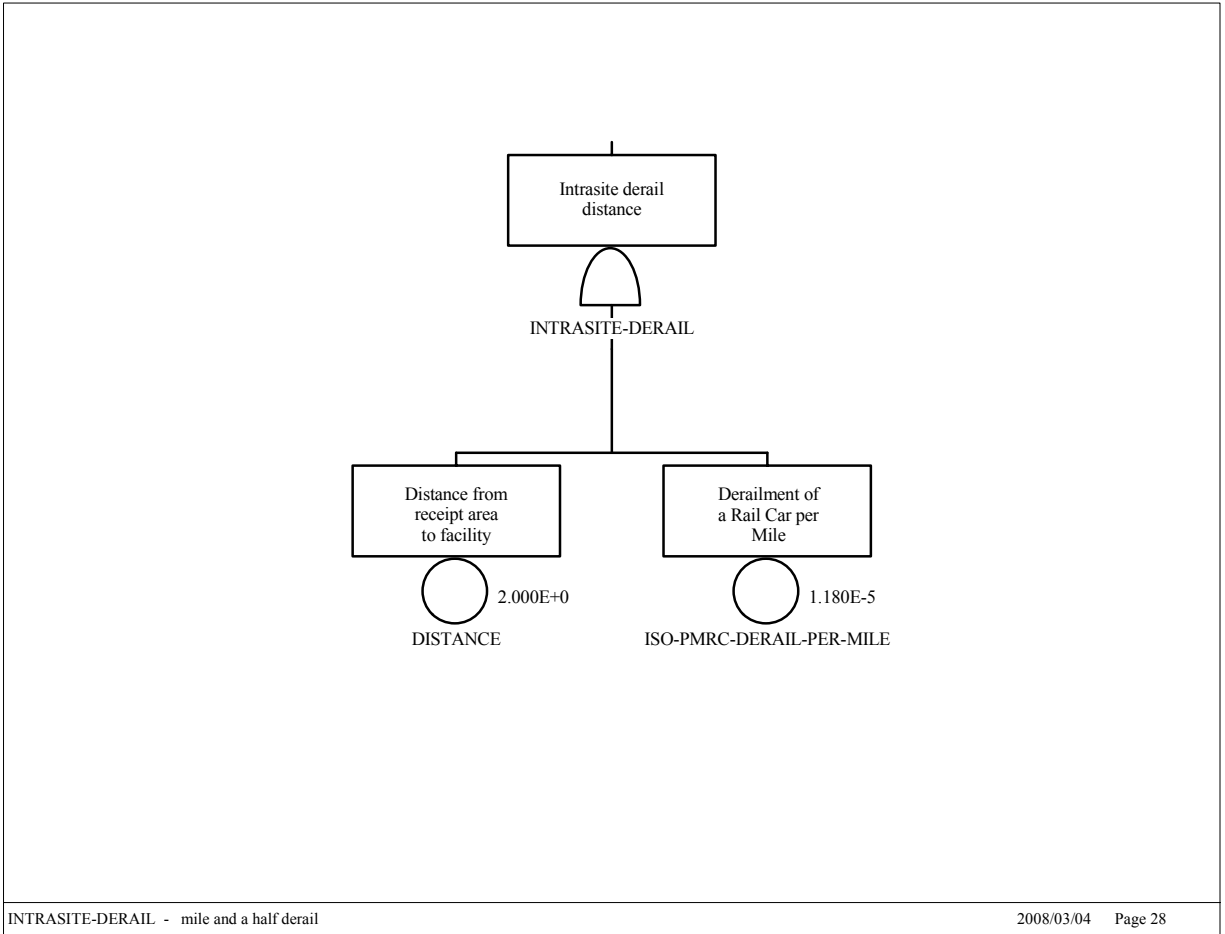 Intrasite derail
distance
INTRASITE-DERAIL
Distance from
receipt area
to facility
2.000E+0
DISTANCE
Derailment of
a Rail Car per
Mile
1.180E-5
ISO-PMRC-DERAIL-PER-MILE
INTRASITE-DERAIL - mile and a half derail
2008/03/04 Page 28